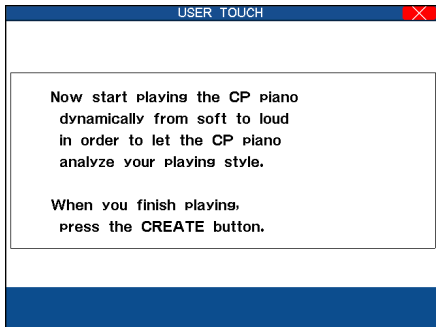 USER TOUCH
Now start playing the CP piano
dynamically from soft to loud
in order to let the CP piano
analyze your playing style.
When you finish playing,
press the CREATE button.